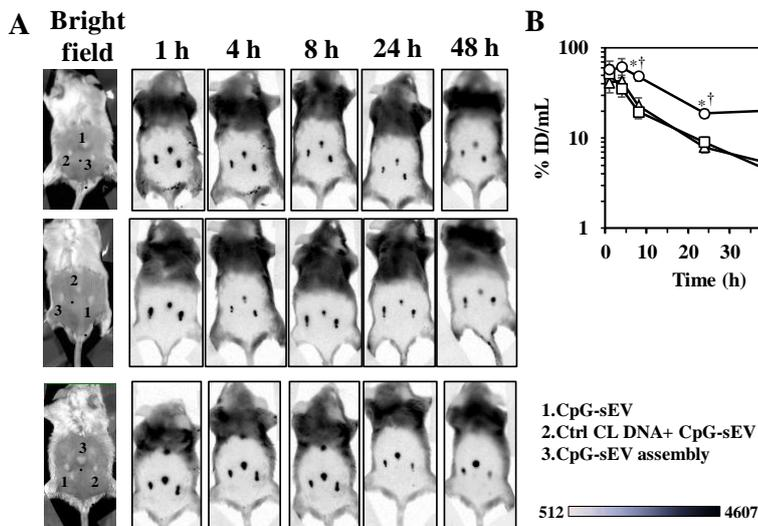 A
Bright field
1 h
4 h
8 h
24 h
48 h
1
2
3
2
3
1
3
1
2
B
100
10
1
% ID/mL
*†
*†
0
10
20
30
Time (h)
1.CpG-sEV
2.Ctrl CL DNA+ CpG-sEV
3.CpG-sEV assembly
512
4607